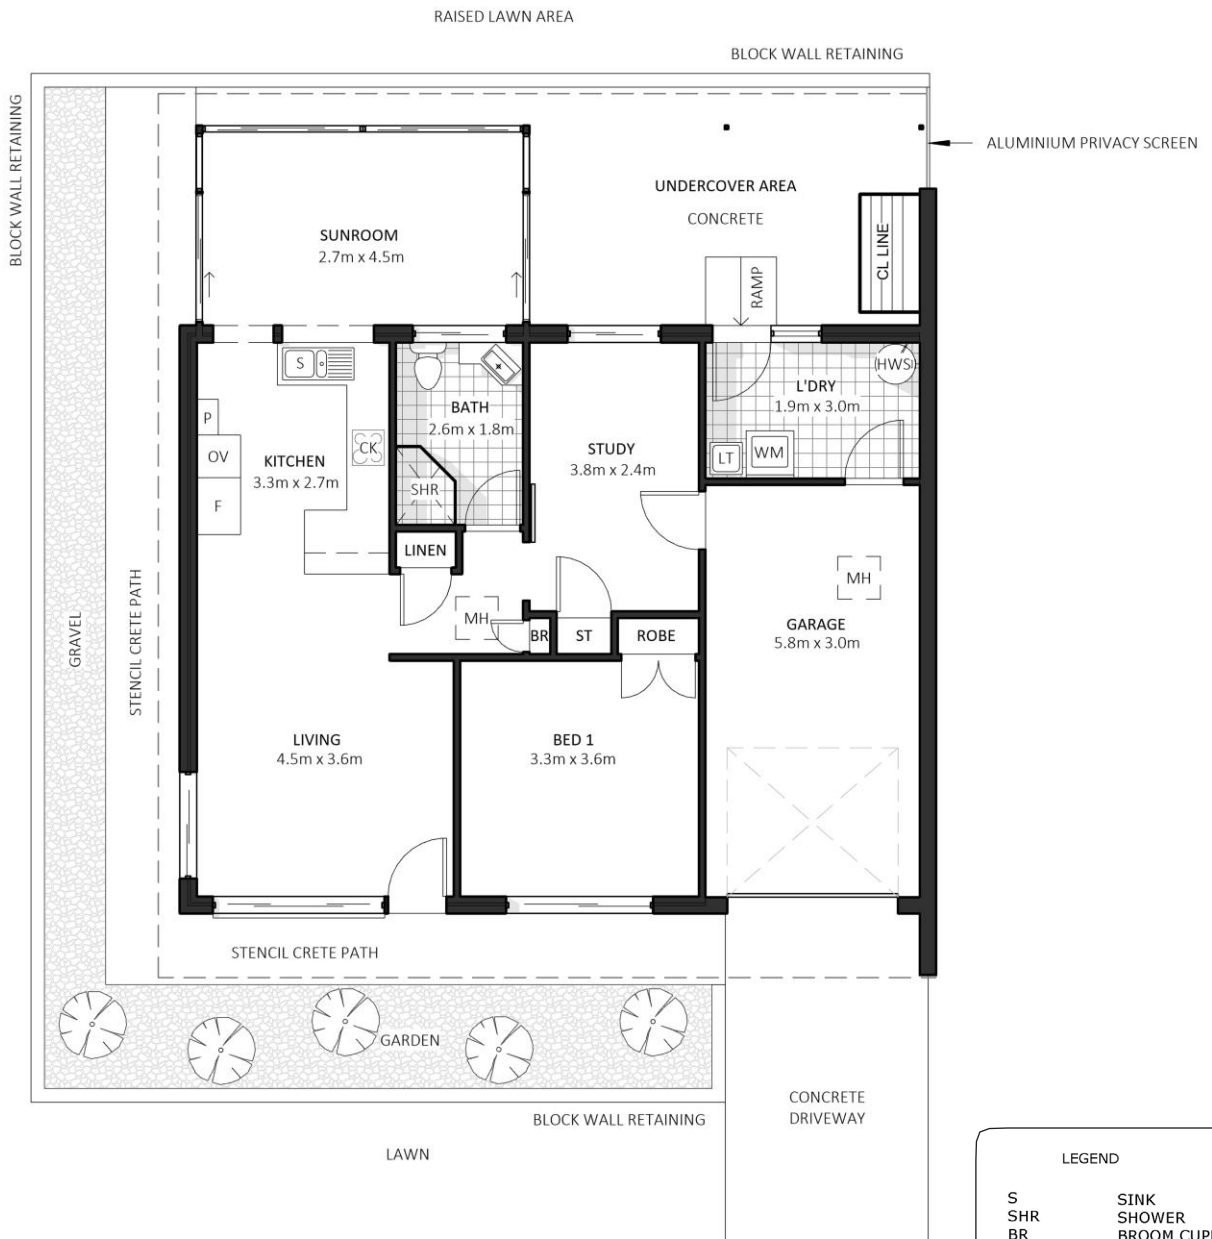 RAISED LAWN AREA
BLOCK WALL RETAINING
BLOCK WALL RETAINING
ALUMINIUM PRIVACY SCREEN
UNDERCOVER AREA
CONCRETE
SUNROOM
2.7m x 4.5m
CL LINE
RAMP
S
HWS
L'DRY
1.9m x 3.0m
P
BATH
2.6m x 1.8m
OV
KITCHEN
3.3m x 2.7m
CK
STUDY
3.8m x 2.4m
LT
WM
F
SHR
LINEN
MH
MH
BR
ST
ROBE
GARAGE
5.8m x 3.0m
GRAVEL
STENCIL CRETE PATH
LIVING
4.5m x 3.6m
BED 1
3.3m x 3.6m
STENCIL CRETE PATH
GARDEN
CONCRETE
DRIVEWAY
BLOCK WALL RETAINING
LAWN
LEGEND
S SINK
SHR SHOWER
BR BROOM